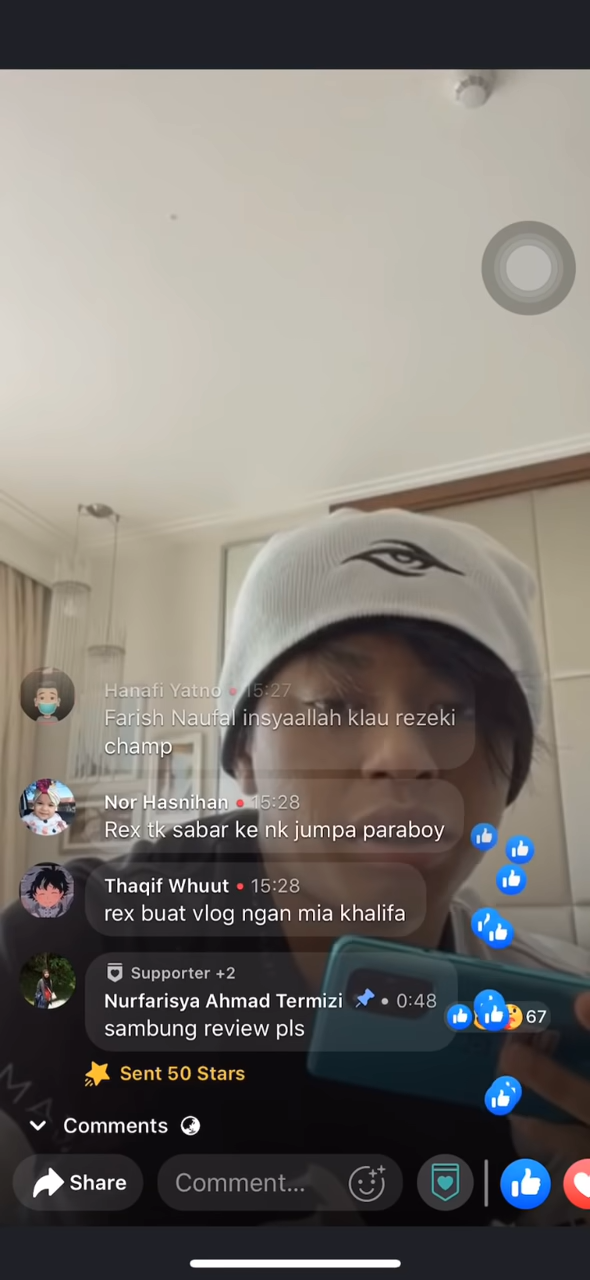 Hanafi Yatno • 15:27
Farish Naufal insyaallah klau rezeki
champ
Nor Hasnihan • 15:28
Rex tk sabar ke nk jumpa paraboy
Thaqif Whuut • 15:28
rex buat vlog ngan mia khalifa
Supporter +2
Nurfarisya Ahmad Termizi • 0:48
sambung review pls
67
Sent 50 Stars
Comments
Share
Comment...